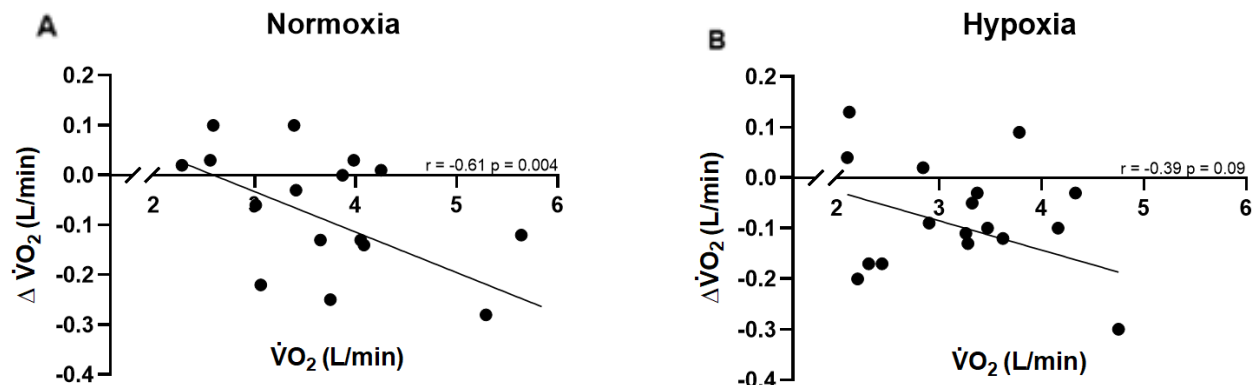 A
Normoxia
0.2
0.1
0.0
-0.1
-0.2
-0.3
-0.4
Δ V̇O₂ (L/min)
r = -0.61 p = 0.004
2 3 4 5 6
V̇O₂ (L/min)
B
Hypoxia
0.2
0.1
0.0
-0.1
-0.2
-0.3
-0.4
ΔV̇O₂ (L/min)
r = -0.39 p = 0.09
2 3 4 5 6
V̇O₂ (L/min)